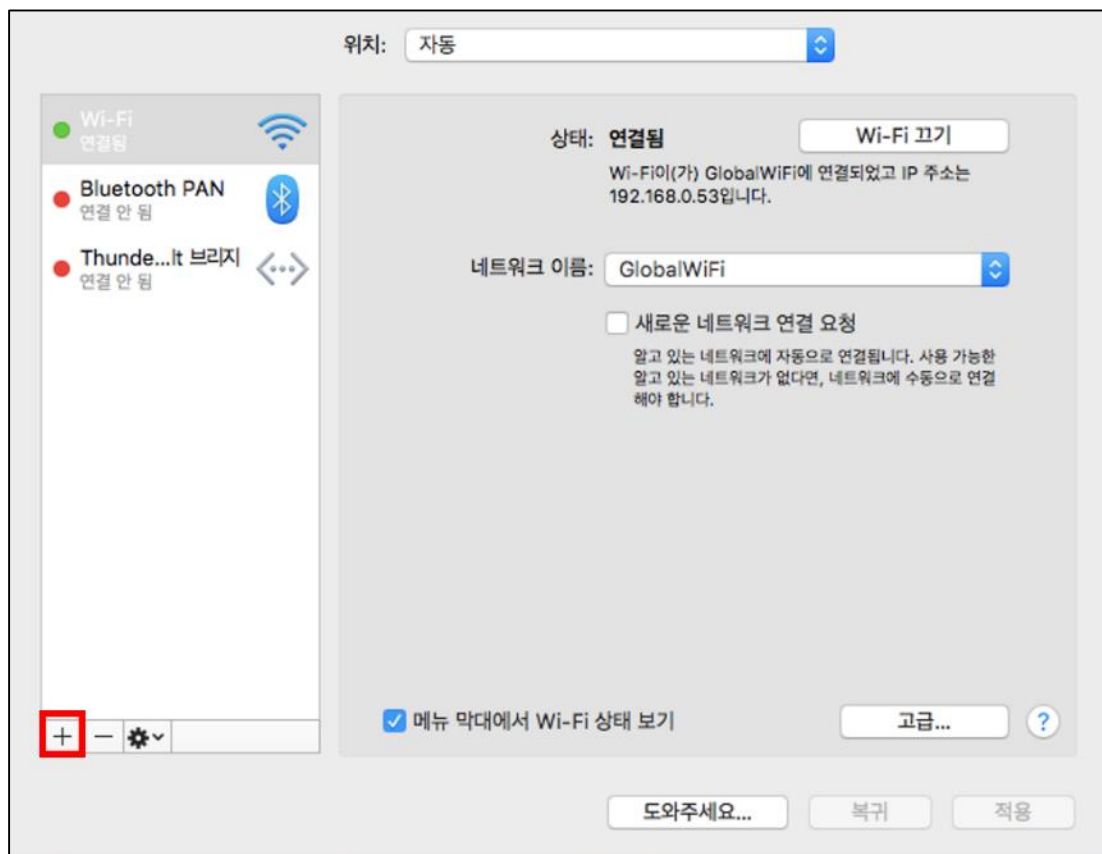 위치: 자동
Wi-Fi
연결됨
Bluetooth PAN
연결 안 됨
Thunde...lt 브리지
연결 안 됨
상태: 연결됨
Wi-Fi 끄기
Wi-Fi이(가) GlobalWiFi에 연결되었고 IP 주소는
192.168.0.53입니다.
네트워크 이름: GlobalWiFi
새로운 네트워크 연결 요청
알고 있는 네트워크에 자동으로 연결됩니다. 사용 가능한
알고 있는 네트워크가 없다면, 네트워크에 수동으로 연결
해야 합니다.
메뉴 막대에서 Wi-Fi 상태 보기
고급...
?
도와주세요...
복귀
적용